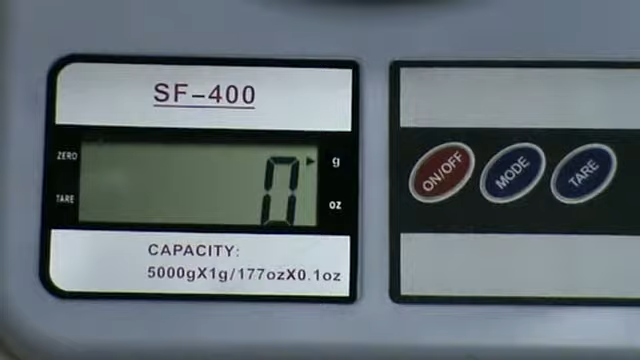 SF-400
ZERO
TARE
0
g
oz
CAPACITY:
5000gX1g/177ozX0.1oz
ON/OFF
MODE
TARE